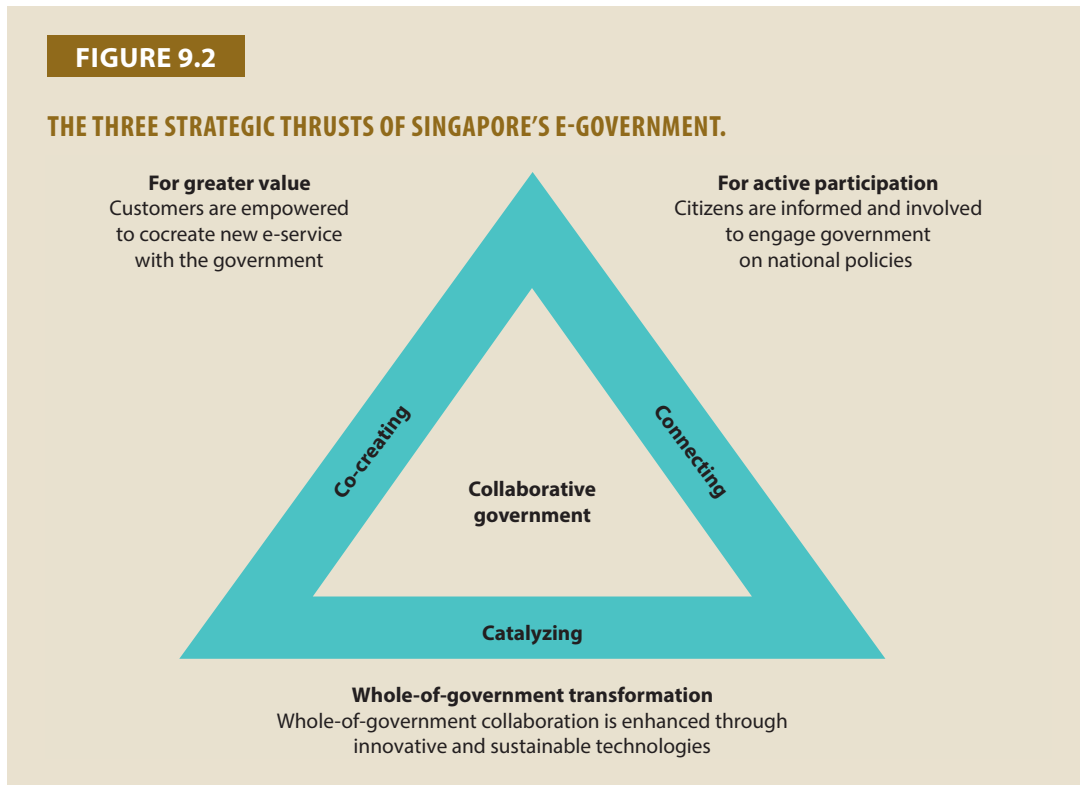 FIGURE 9.2
THE THREE STRATEGIC THRUSTS OF SINGAPORE'S E-GOVERNMENT.
For greater value
Customers are empowered
to cocreate new e-service
with the government
For active participation
Citizens are informed and involved
to engage government
on national policies
Co-creating
Connecting
Collaborative
government
Catalyzing
Whole-of-government transformation
Whole-of-government collaboration is enhanced through
innovative and sustainable technologies